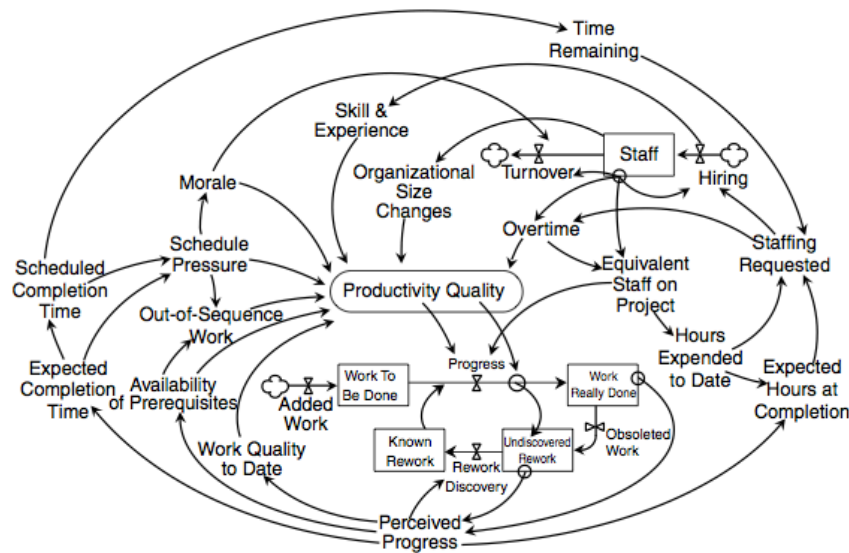 Time
Remaining
Skill &
Experience
Staff
Organizational
Size
Changes
Turnover
Hiring
Morale
Overtime
Schedule
Pressure
Staffing
Requested
Scheduled
Completion
Time
Equivalent
Staff on
Project
Productivity Quality
Out-of-Sequence
Work
Hours
Expended
to Date
Expected
Completion
Time
Availability
of Prerequisites
Progress
Expected
Hours at
Completion
Work To
Be Done
Work
Really Done
Added
Work
Work Quality
to Date
Known
Rework
Rework
Discovery
Undiscovered
Rework
Obsoleted
Work
Perceived
Progress